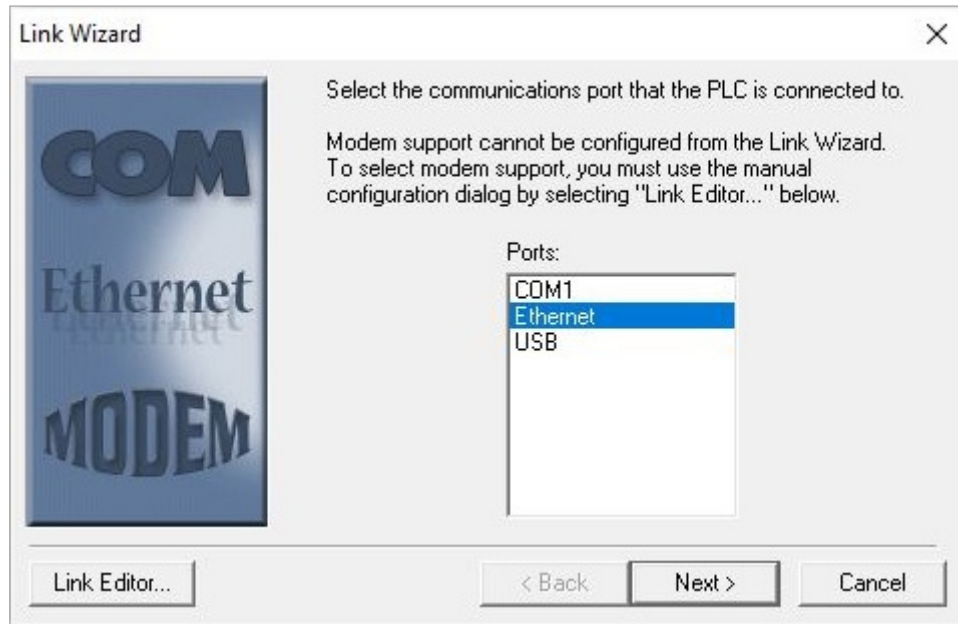 Link Wizard
COM
Ethernet
MODEM
Select the communications port that the PLC is connected to.
Modem support cannot be configured from the Link Wizard.
To select modem support, you must use the manual
configuration dialog by selecting "Link Editor..." below.
Ports:
COM1
Ethernet
USB
Link Editor...
< Back
Next >
Cancel